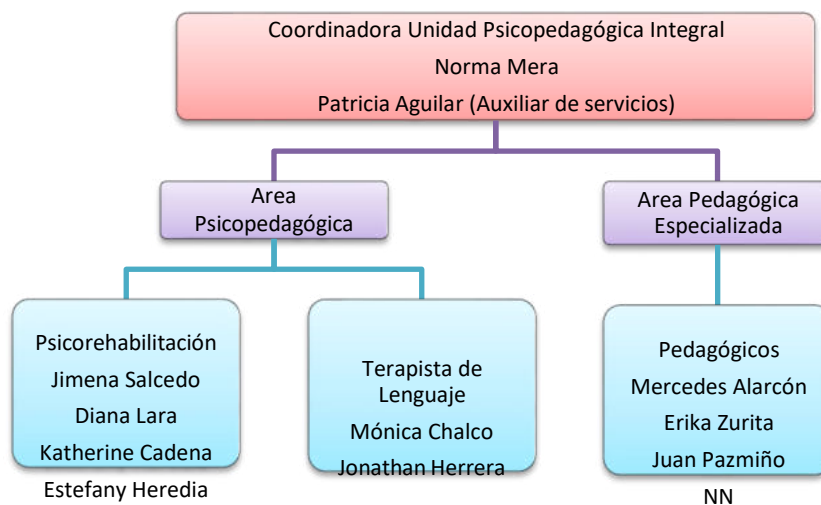 Coordinadora Unidad Psicopedagógica Integral
Norma Mera
Patricia Aguilar (Auxiliar de servicios)
Area
Psicopedagógica
Area Pedagógica
Especializada
Psicorehabilitación
Jimena Salcedo
Diana Lara
Katherine Cadena
Estefany Heredia
Terapista de
Lenguaje
Mónica Chalco
Jonathan Herrera
Pedagógicos
Mercedes Alarcón
Erika Zurita
Juan Pazmiño
NN